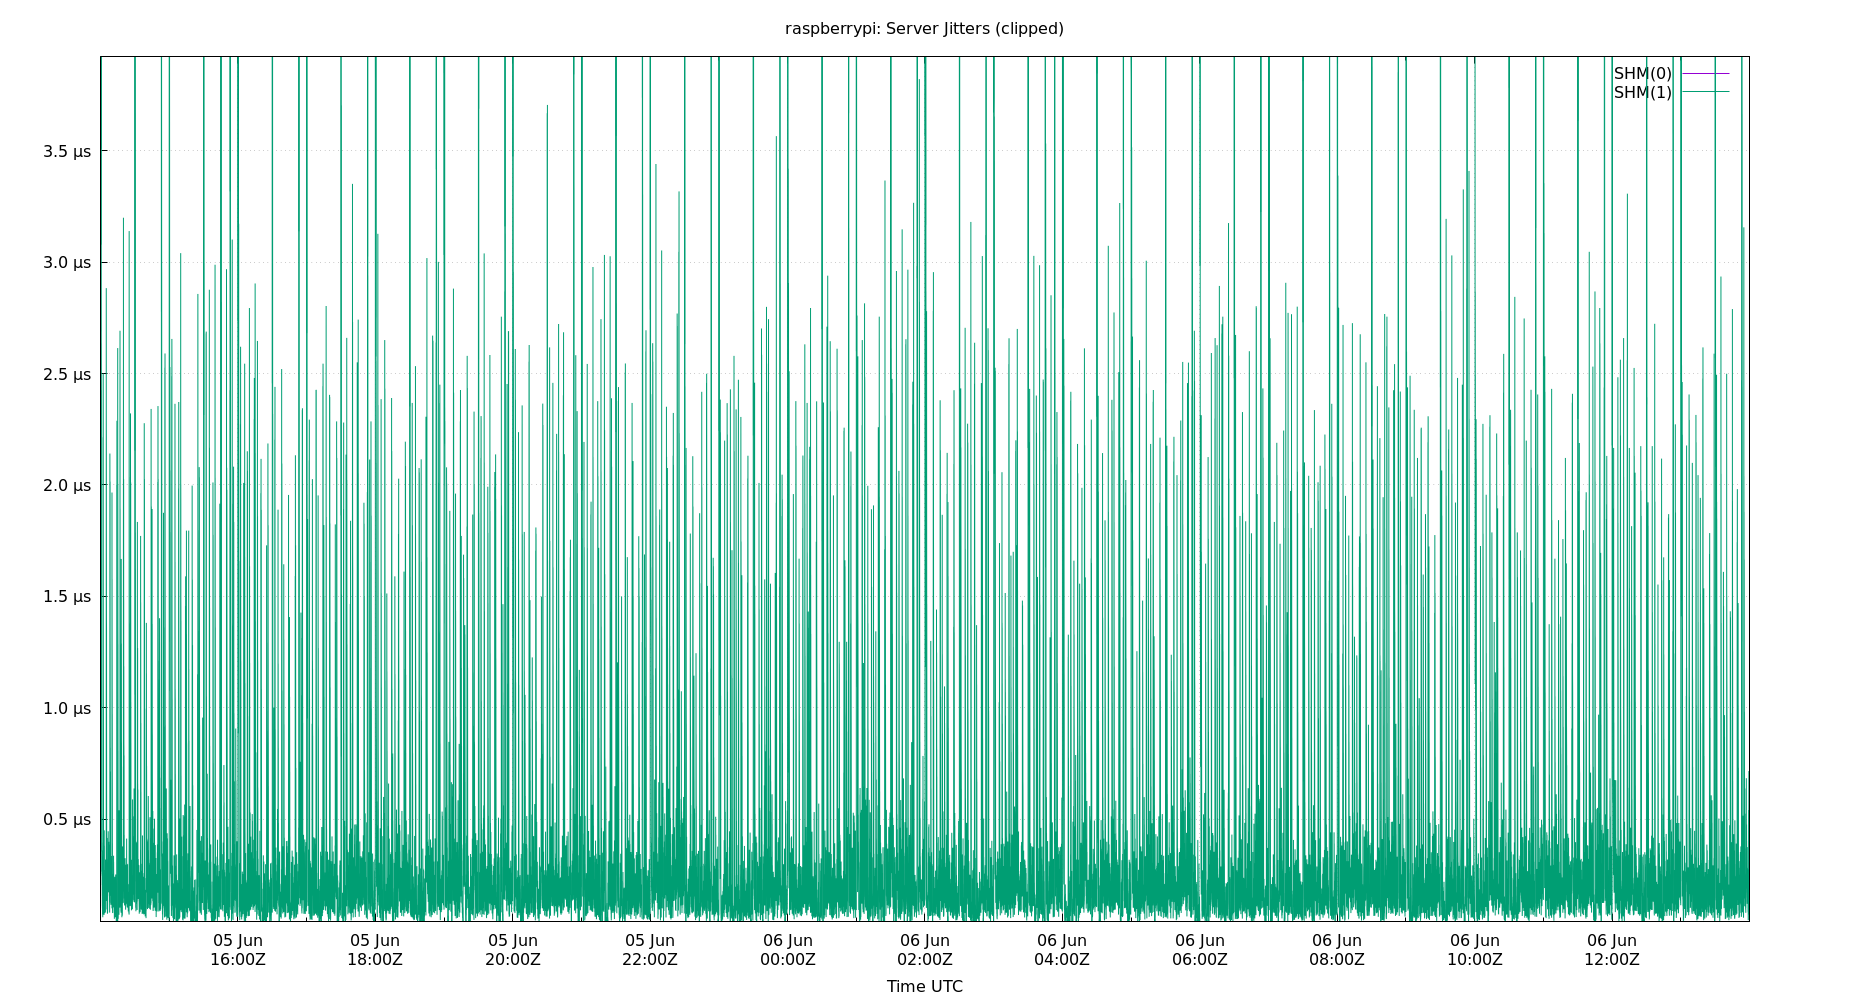 raspberrypi: Server Jitters (clipped)
SHM(0)
SHM(1)
3.5 µs
3.0 µs
2.5 µs
2.0 µs
1.5 µs
1.0 µs
0.5 µs
05 Jun 05 Jun 05 Jun 05 Jun 06 Jun 06 Jun 06 Jun 06 Jun 06 Jun 06 Jun 06 Jun
16:00Z 18:00Z 20:00Z 22:00Z 00:00Z 02:00Z 04:00Z 06:00Z 08:00Z 10:00Z 12:00Z
Time UTC